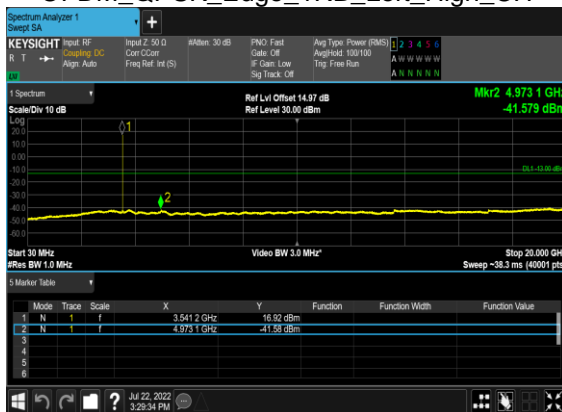 Spectrum Analyzer 1
Swept SA
KEYSIGHT Input: RF Input Z: 50 Ω #Atten: 30 dB PNO: Fast Avg Type: Power (RMS) 1 2 3 4 5 6
R T Coupling: DC Corr CCorr Gate: Off Avg|Hold: 100/100 A W W W W W
Align: Auto Freq Ref: Int (S) IF Gain: Low Trig: Free Run
Sig Track: Off A N N N N N
LXI
1 Spectrum Ref Lvl Offset 14.97 dB Mkr2 4.973 1 GHz
Scale/Div 10 dB Ref Level 30.00 dBm -41.579 dBm
Log
20.0 1
10.0
0.00
-10.0 DL1 -13.00 dBm
-20.0
-30.0 2
-40.0
-50.0
-60.0
Start 30 MHz Video BW 3.0 MHz* Stop 20.000 GHz
#Res BW 1.0 MHz Sweep ~38.3 ms (40001 pts)
5 Marker Table
Mode Trace Scale X Y Function Function Width Function Value
1 N 1 f 3.541 2 GHz 16.92 dBm
2 N 1 f 4.973 1 GHz -41.58 dBm
3
4
5
6
? Jul 22, 2022
3:29:34 PM